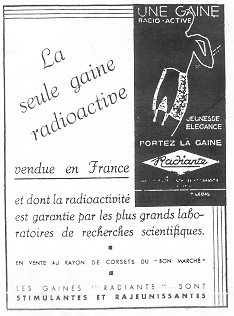 La
seule gaine
radioactive
vendue en France
et dont la radioactivité
est garantie par les plus grands labo-
ratoires de recherches scientifiques.
EN VENTE AU RAYON DE CORSETS DU "BON MARCHÉ"
LES GAINES "RADIANTE" SONT
STIMULANTES ET RAJEUNISSANTES
UNE GAINE
RADIO-ACTIVE
JEUNESSE
ELEGANCE
PORTEZ LA GAINE
Radiante